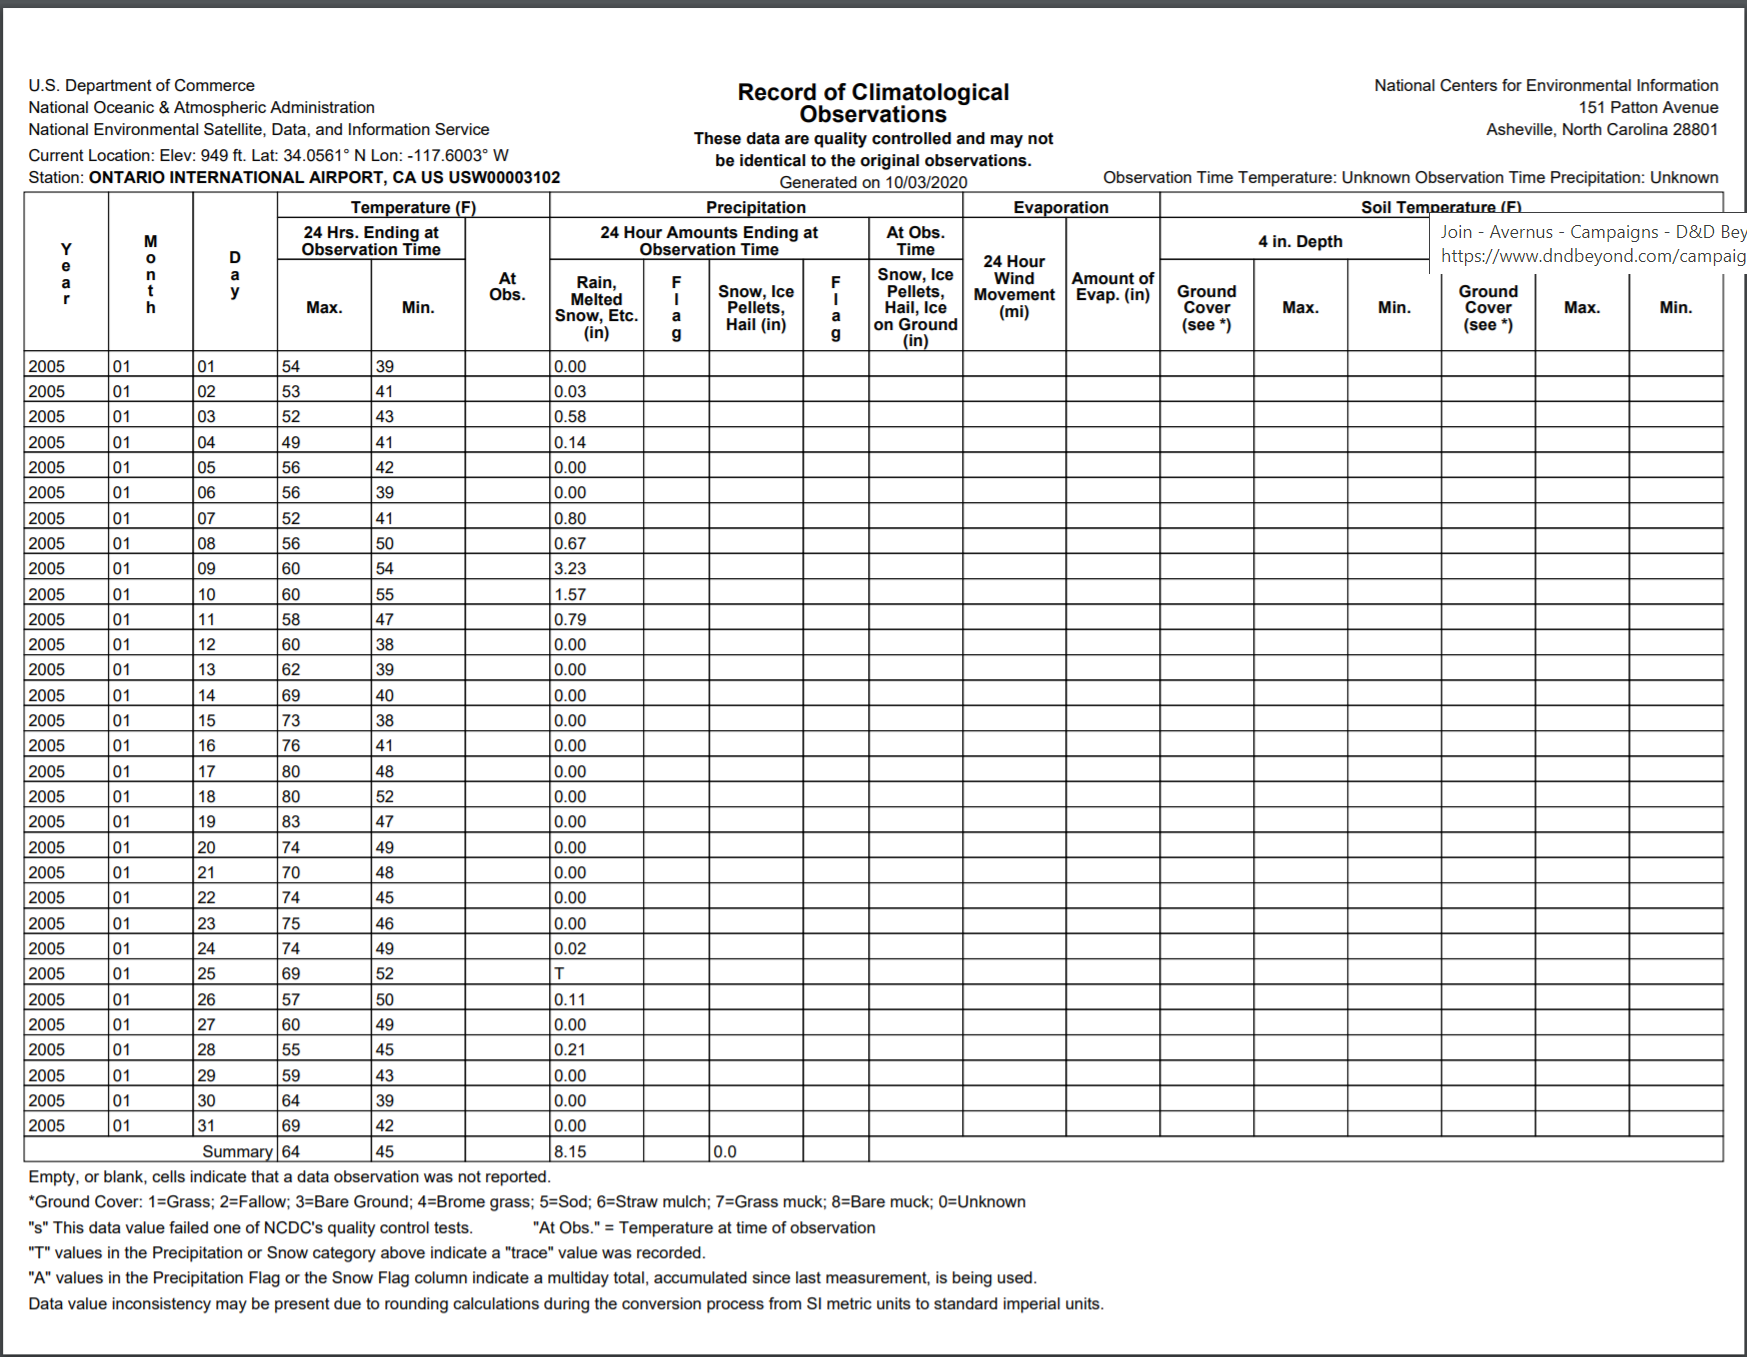 U.S. Department of Commerce
National Oceanic & Atmospheric Administration
National Environmental Satellite, Data, and Information Service
Current Location: Elev: 949 ft. Lat: 34.0561° N Lon: -117.6003° W
Station: ONTARIO INTERNATIONAL AIRPORT, CA US USW00003102
Record of Climatological
Observations
These data are quality controlled and may not
be identical to the original observations.
Generated on 10/03/2020
National Centers for Environmental Information
151 Patton Avenue
Asheville, North Carolina 28801
Observation Time Temperature: Unknown Observation Time Precipitation: Unknown
Year
Month
Day
Temperature (F)
24 Hrs. Ending at
Observation Time
Max.
Min.
At
Obs.
Precipitation
24 Hour Amounts Ending at
Observation Time
Rain,
Melted
Snow, Etc.
(in)
Flag
Snow, Ice
Pellets,
Hail (in)
Flag
At Obs.
Time
Snow, Ice
Pellets,
Hail, Ice
on Ground
(in)
Evaporation
24 Hour
Wind
Movement
(mi)
Amount of
Evap. (in)
Soil Temperature (F)
4 in. Depth
Ground
Cover
(see *)
Max.
Min.
Ground
Cover
(see *)
Max.
Min.
Join - Avernus - Campaigns - D&D Bey
https://www.dndbeyond.com/campaig
2005 01 01 54 39 0.00
2005 01 02 53 41 0.03
2005 01 03 52 43 0.58
2005 01 04 49 41 0.14
2005 01 05 56 42 0.00
2005 01 06 56 39 0.00
2005 01 07 52 41 0.80
2005 01 08 56 50 0.67
2005 01 09 60 54 3.23
2005 01 10 60 55 1.57
2005 01 11 58 47 0.79
2005 01 12 60 38 0.00
2005 01 13 62 39 0.00
2005 01 14 69 40 0.00
2005 01 15 73 38 0.00
2005 01 16 76 41 0.00
2005 01 17 80 48 0.00
2005 01 18 80 52 0.00
2005 01 19 83 47 0.00
2005 01 20 74 49 0.00
2005 01 21 70 48 0.00
2005 01 22 74 45 0.00
2005 01 23 75 46 0.00
2005 01 24 74 49 0.02
2005 01 25 69 52 T
2005 01 26 57 50 0.11
2005 01 27 60 49 0.00
2005 01 28 55 45 0.21
2005 01 29 59 43 0.00
2005 01 30 64 39 0.00
2005 01 31 69 42 0.00
Summary 64 45 8.15 0.0
Empty, or blank, cells indicate that a data observation was not reported.
*Ground Cover: 1=Grass; 2=Fallow; 3=Bare Ground; 4=Brome grass; 5=Sod; 6=Straw mulch; 7=Grass muck; 8=Bare muck; 0=Unknown
"s" This data value failed one of NCDC's quality control tests. "At Obs." = Temperature at time of observation
"T" values in the Precipitation or Snow category above indicate a "trace" value was recorded.
"A" values in the Precipitation Flag or the Snow Flag column indicate a multiday total, accumulated since last measurement, is being used.
Data value inconsistency may be present due to rounding calculations during the conversion process from SI metric units to standard imperial units.